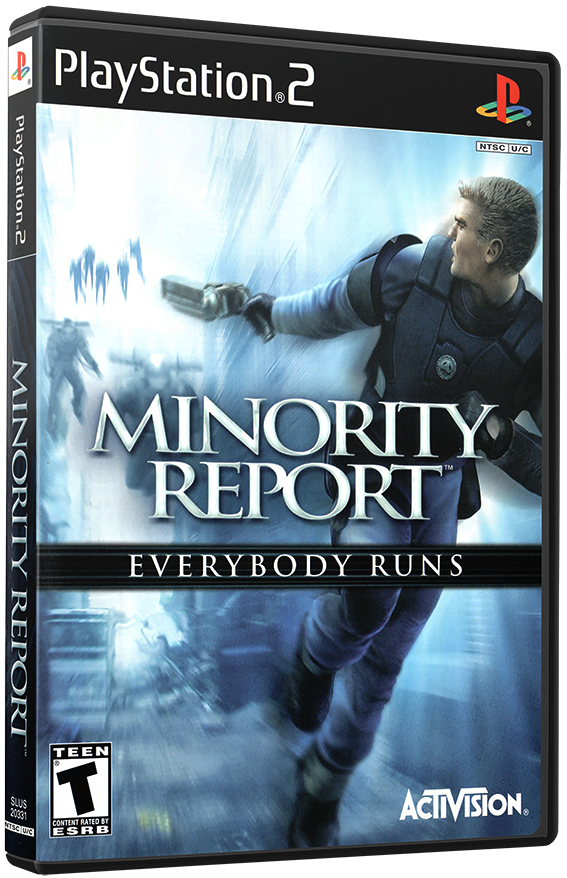 PlayStation®2
NTSC U/C
MINORITY
REPORT™
EVERYBODY RUNS
TEEN
T
CONTENT RATED BY
ESRB
ACTIVISION®
PlayStation®2
MINORITY REPORT™
SLUS
20331
NTSC U/C